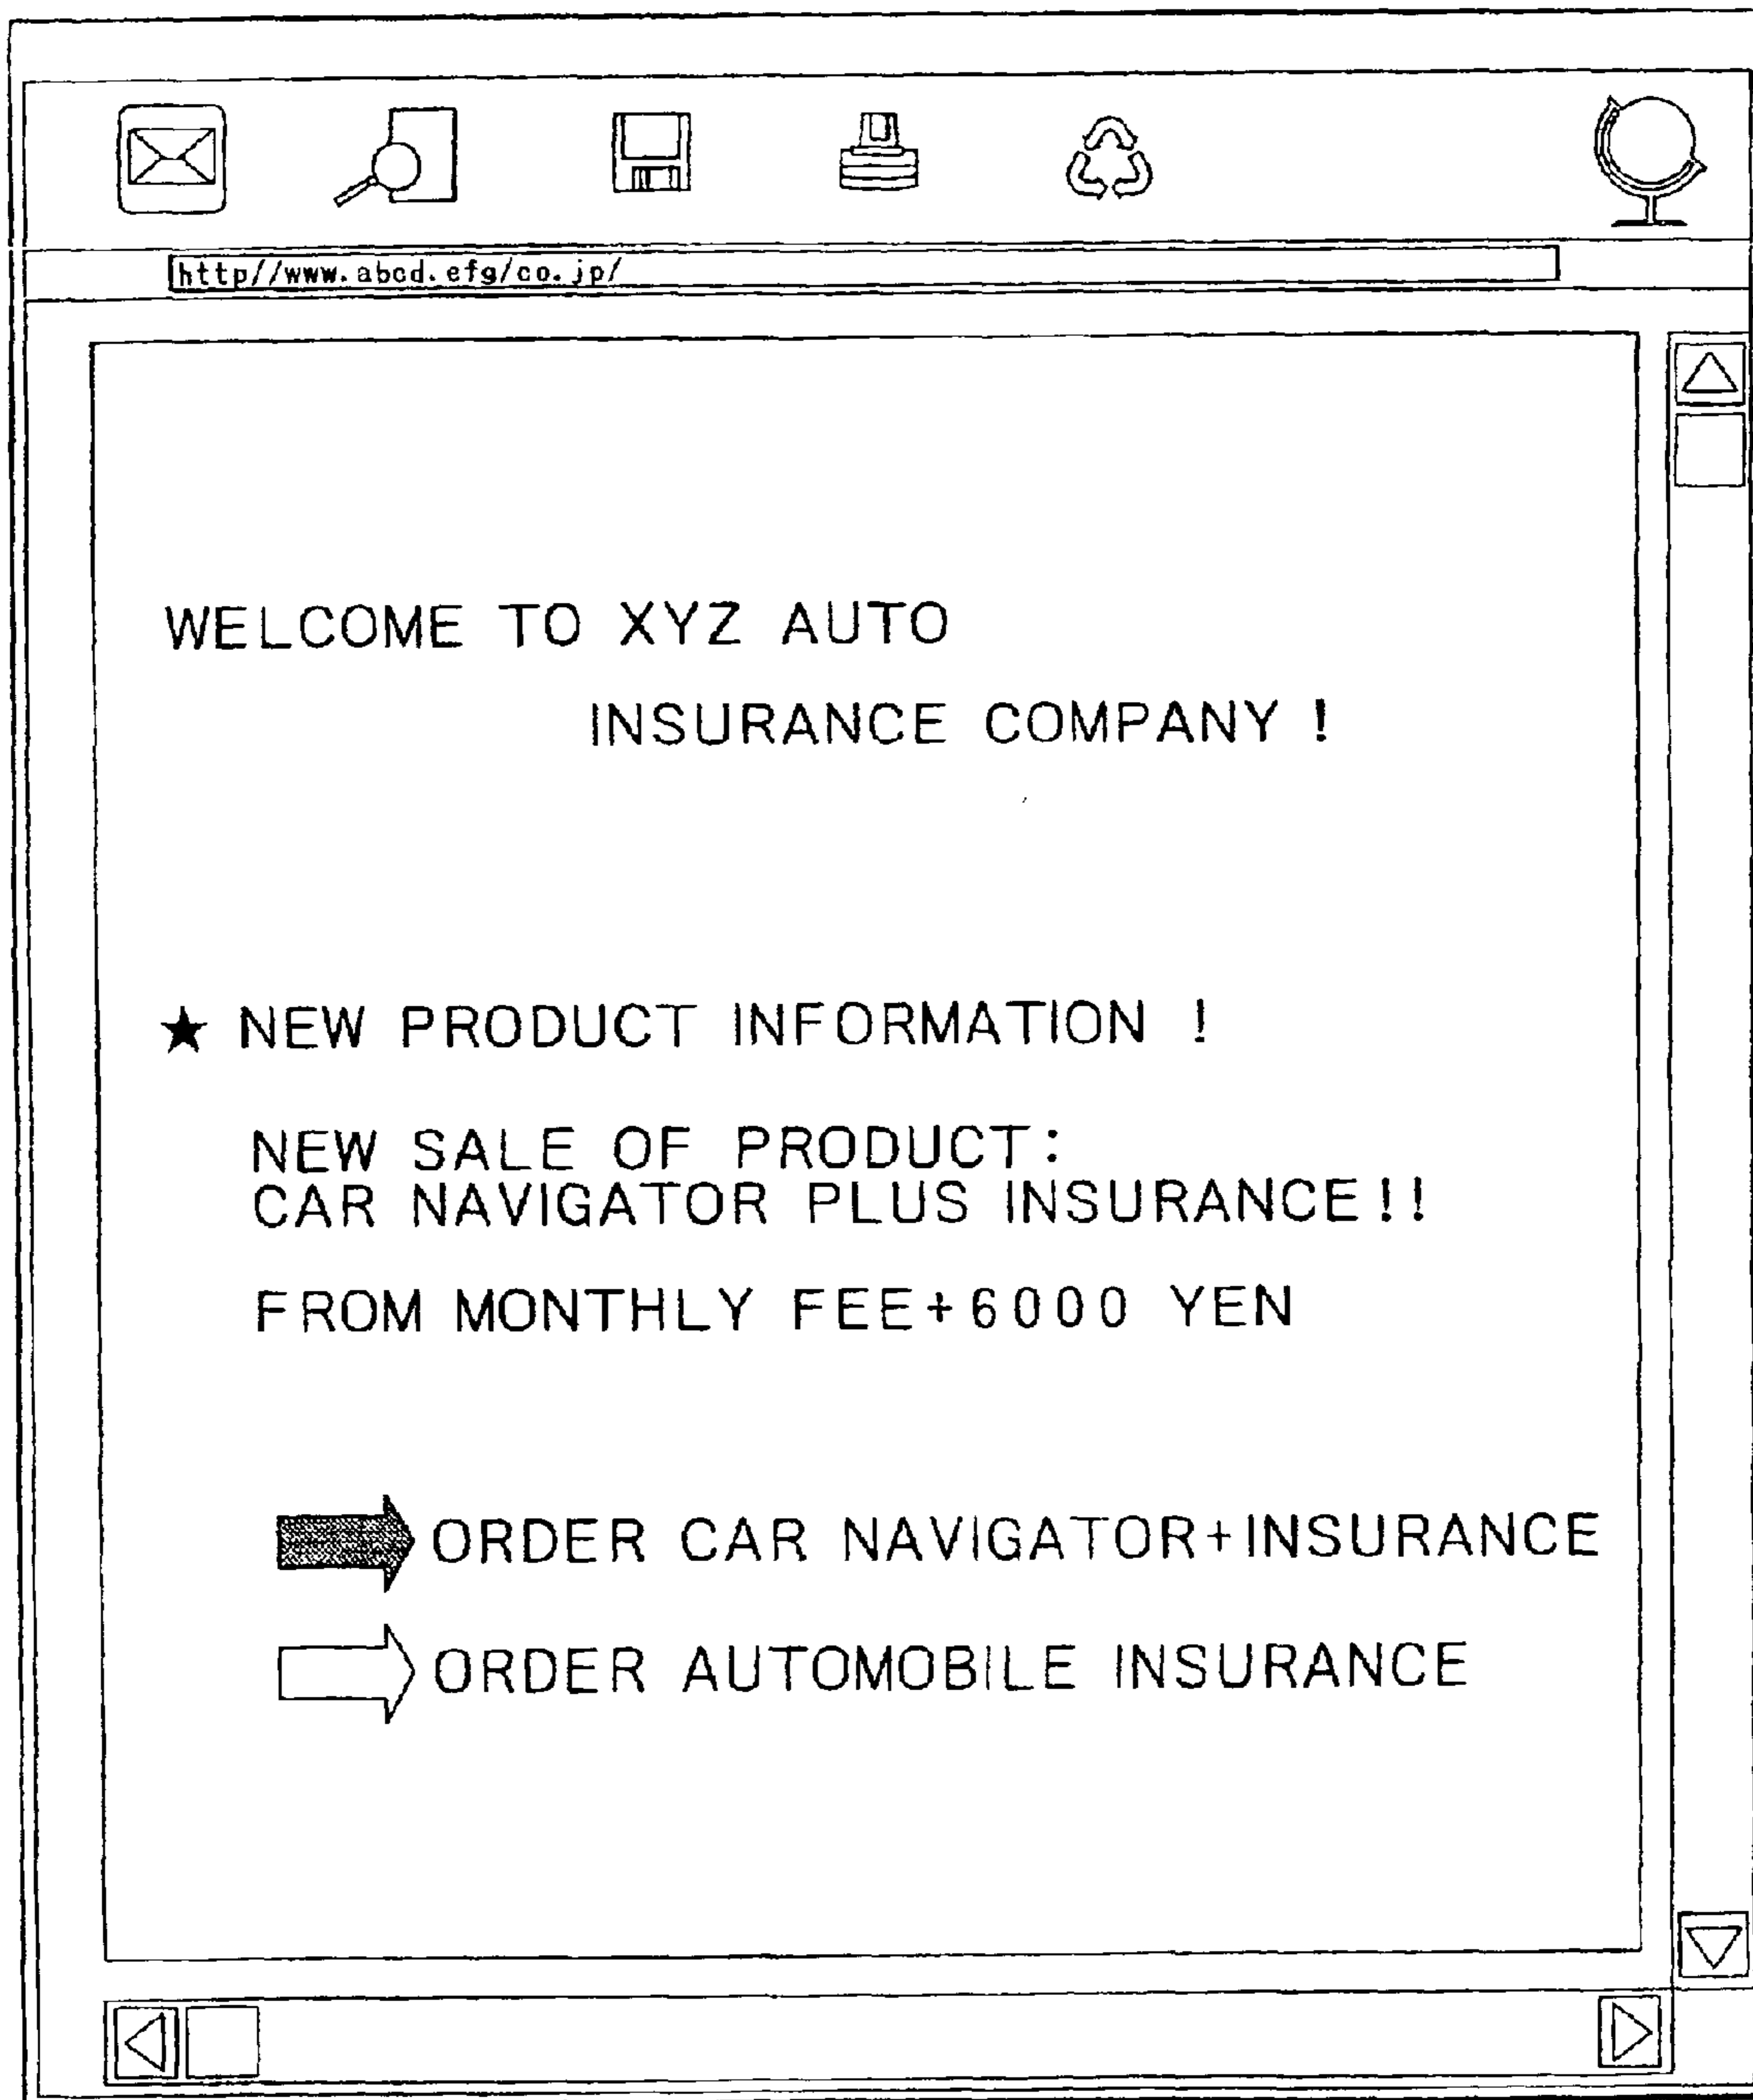 http//www.abcd.efg/co.jp/
WELCOME TO XYZ AUTO
INSURANCE COMPANY !
★ NEW PRODUCT INFORMATION !
NEW SALE OF PRODUCT:
CAR NAVIGATOR PLUS INSURANCE!!
FROM MONTHLY FEE+6000 YEN
ORDER CAR NAVIGATOR+INSURANCE
ORDER AUTOMOBILE INSURANCE